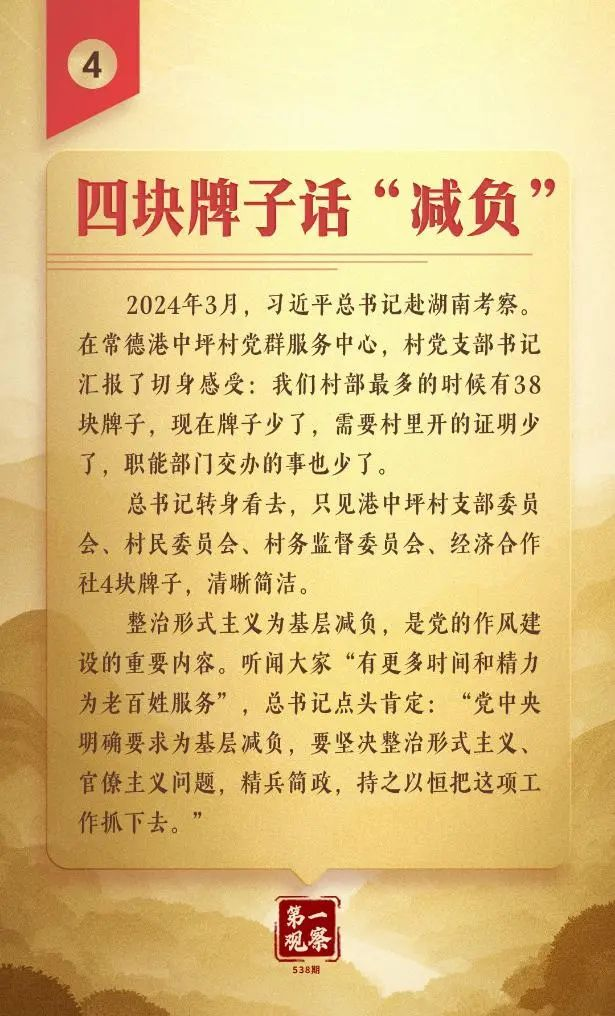 4
四块牌子话“减负”
2024年3月，习近平总书记赴湖南考察。
在常德港中坪村党群服务中心，村党支部书记
汇报了切身感受：我们村部最多的时候有38
块牌子，现在牌子少了，需要村里开的证明少
了，职能部门交办的事也少了。
总书记转身看去，只见港中坪村支部委员
会、村民委员会、村务监督委员会、经济合作
社4块牌子，清晰简洁。
整治形式主义为基层减负，是党的作风建
设的重要内容。听闻大家“有更多时间和精力
为老百姓服务”，总书记点头肯定：“党中央
明确要求为基层减负，要坚决整治形式主义、
官僚主义问题，精兵简政，持之以恒把这项工
作抓下去。”
第一
观察
538期